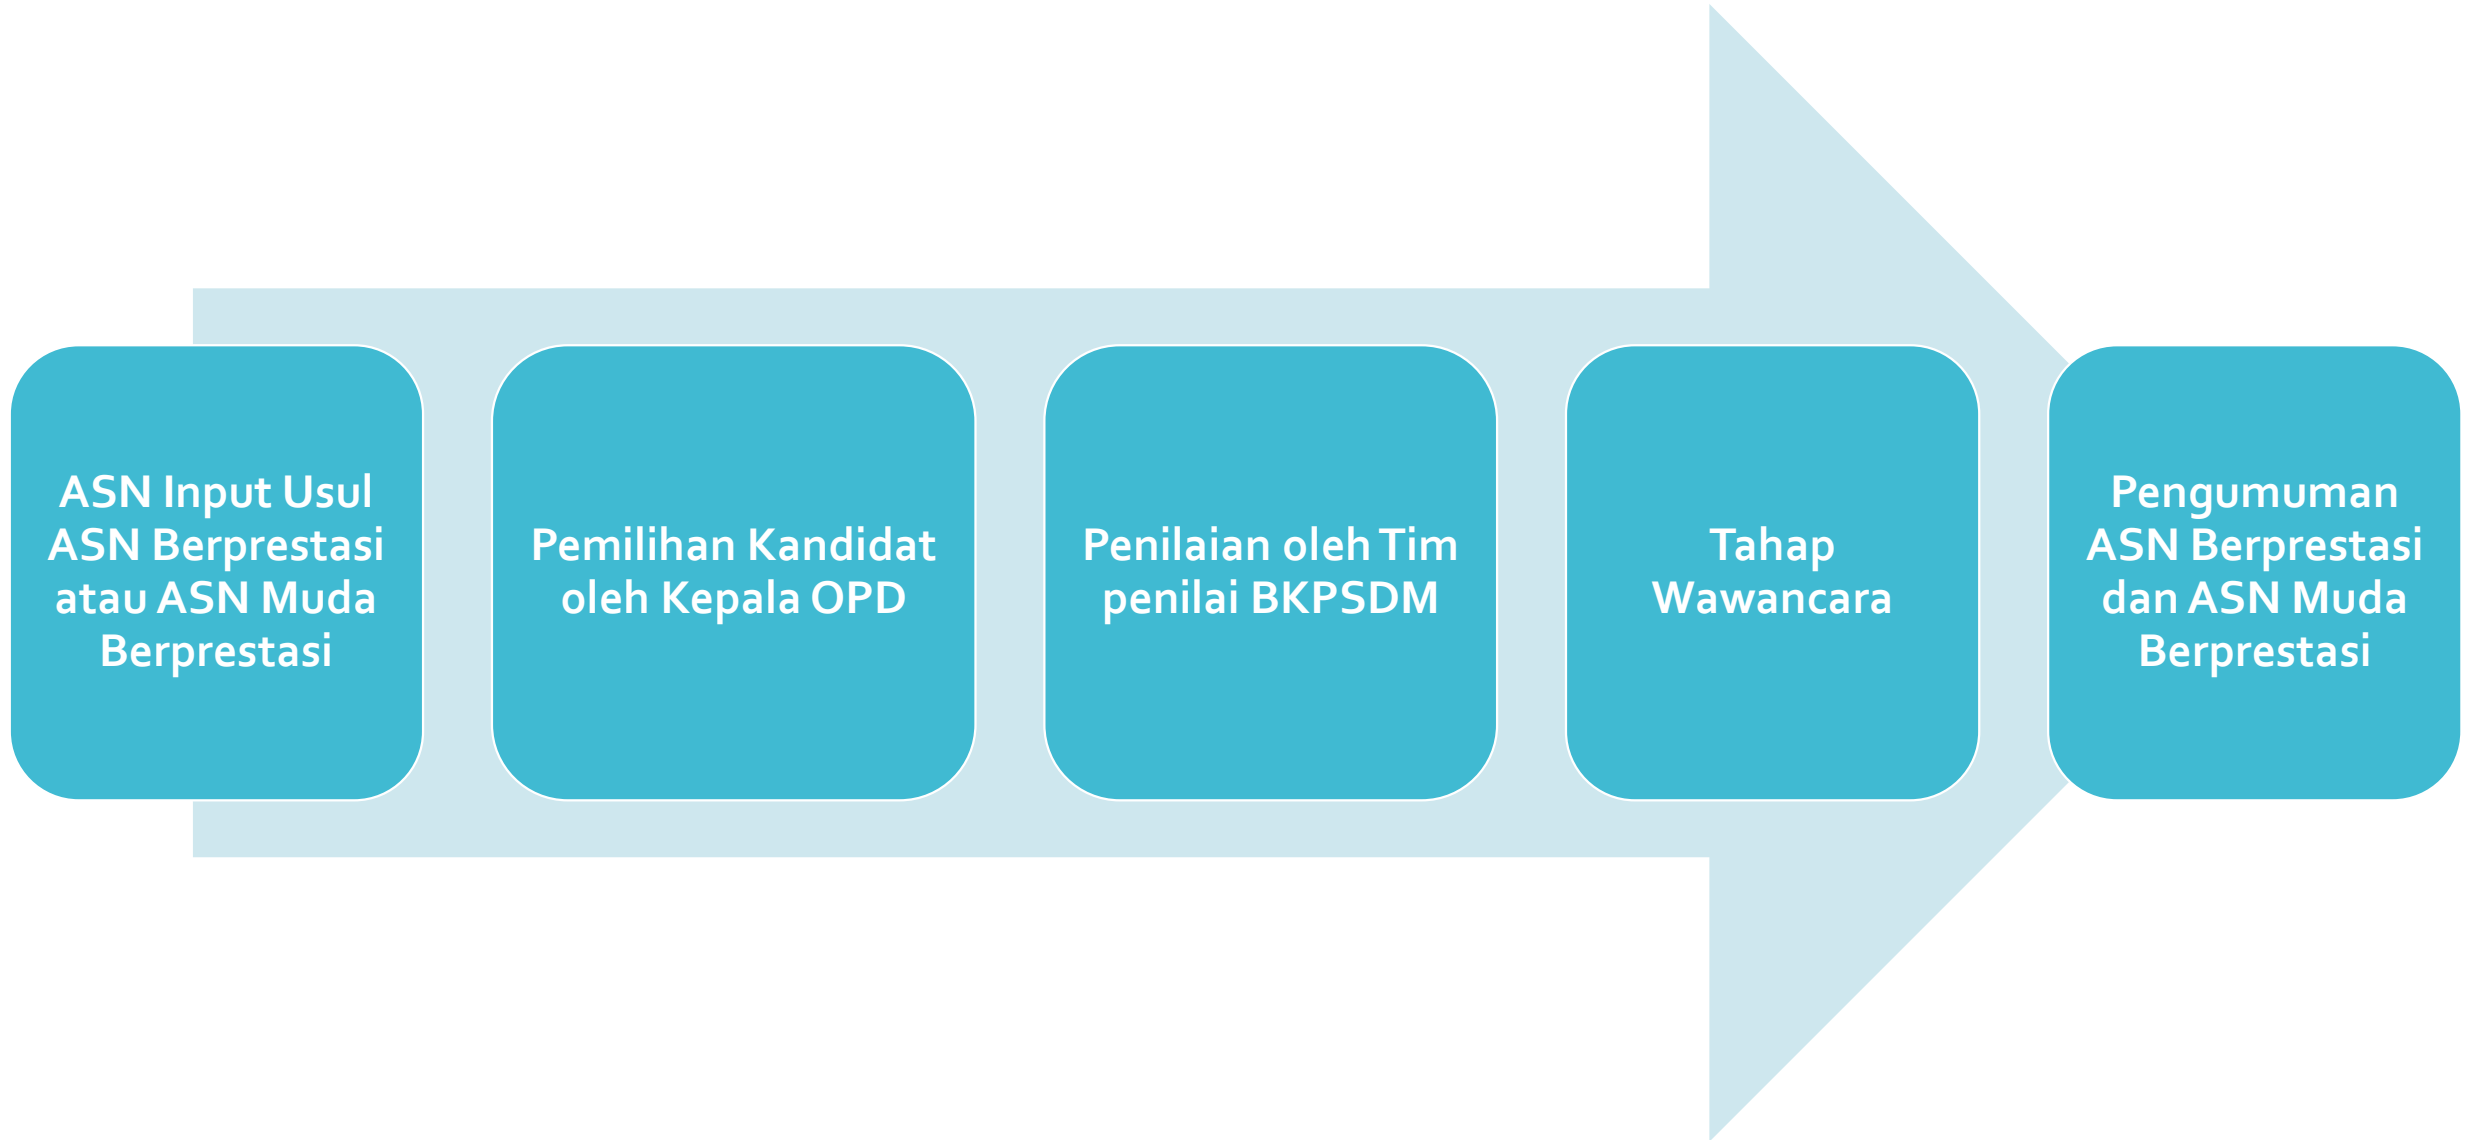 ASN Input Usul
ASN Berprestasi
atau ASN Muda
Berprestasi
Pemilihan Kandidat
oleh Kepala OPD
Penilaian oleh Tim
penilai BKPSDM
Tahap
Wawancara
Pengumuman
ASN Berprestasi
dan ASN Muda
Berprestasi